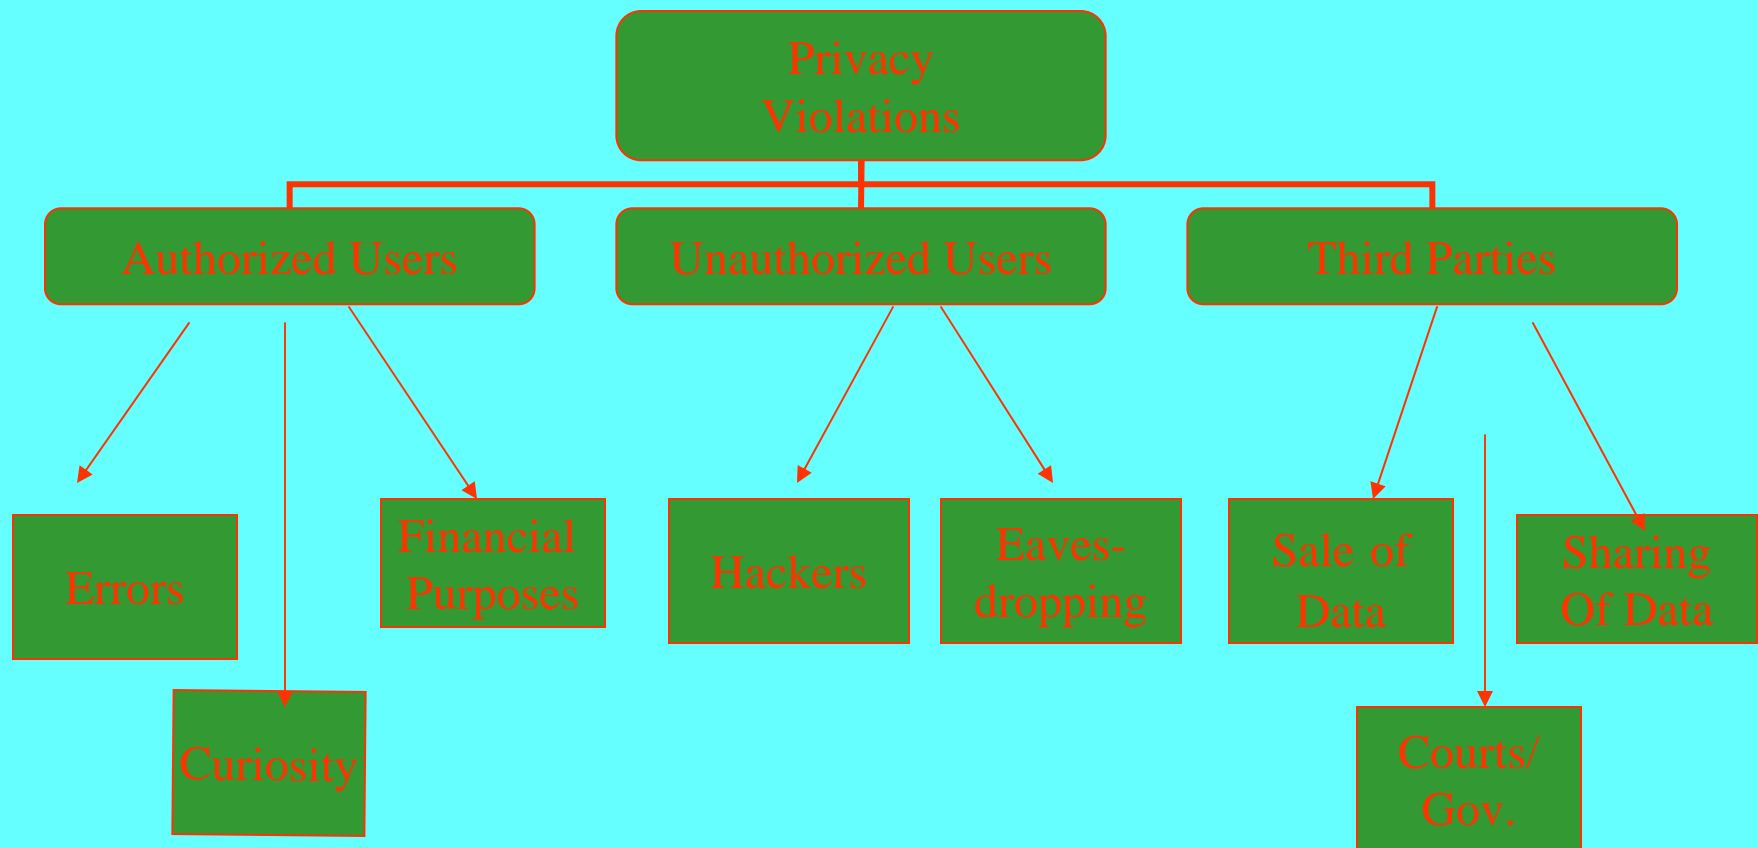 Privacy
Violations
Authorized Users
Unauthorized Users
Third Parties
Errors
Curiosity
Financial
Purposes
Hackers
Eaves-
dropping
Sale of
Data
Courts/
Gov.
Sharing
Of Data